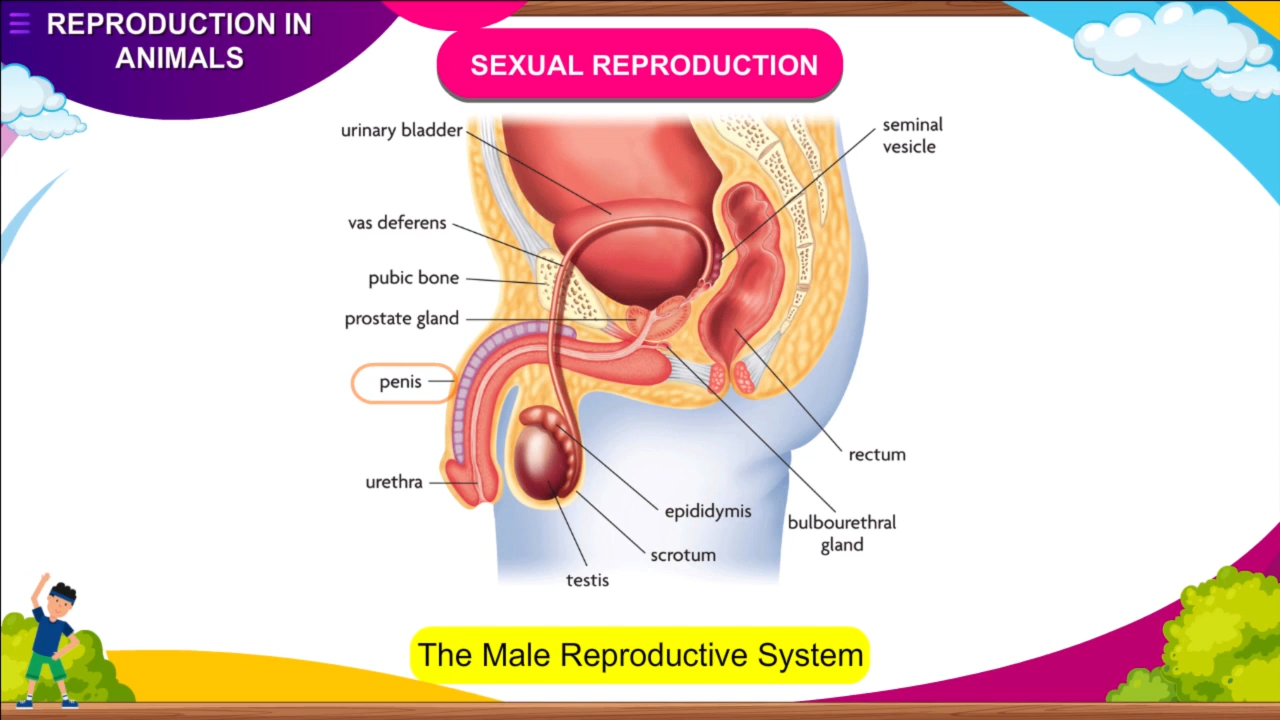 REPRODUCTION IN
ANIMALS
SEXUAL REPRODUCTION
urinary bladder
seminal
vesicle
vas deferens
pubic bone
prostate gland
penis
urethra
rectum
epididymis
bulbourethral
gland
scrotum
testis
The Male Reproductive System